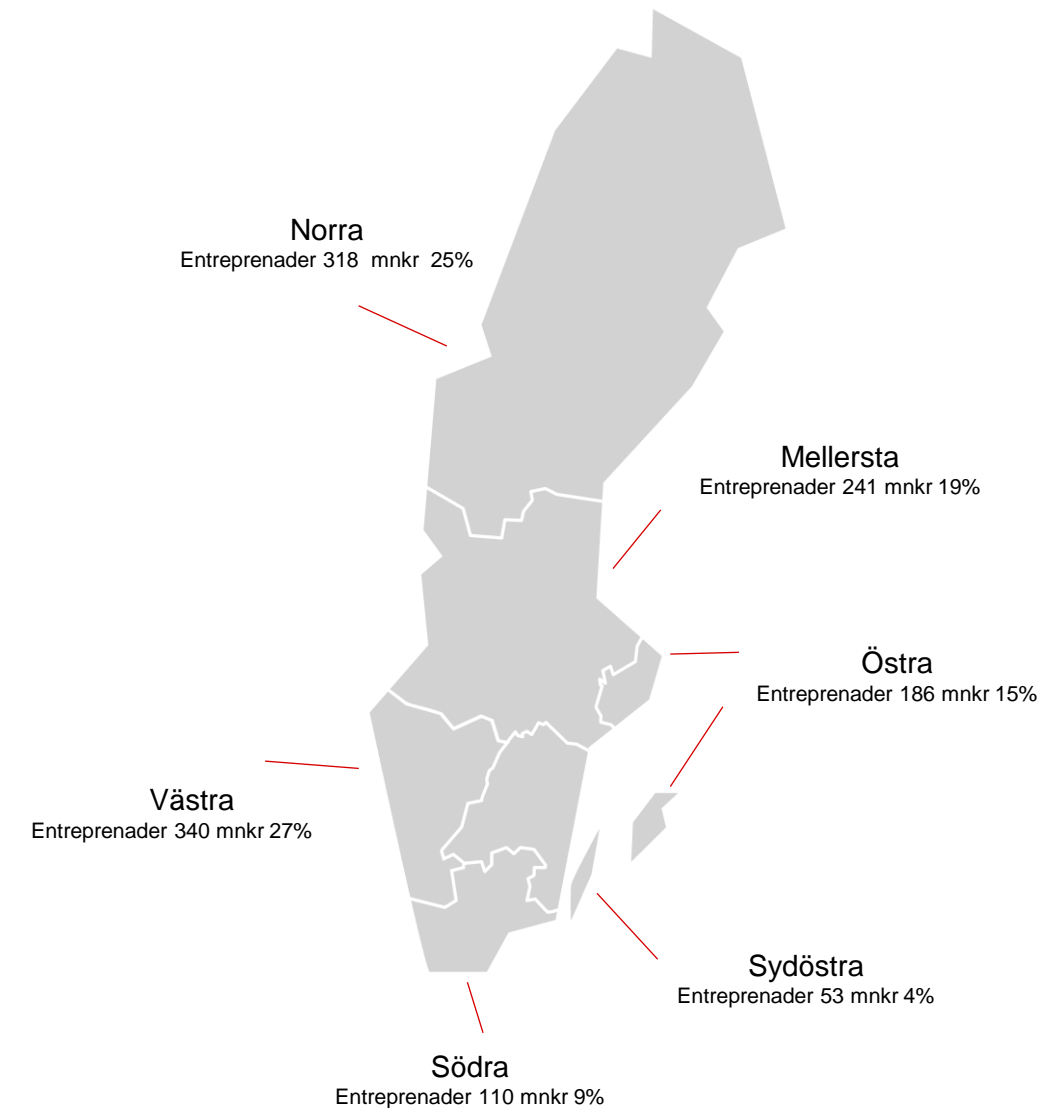 Norra
Entreprenader 318 mnkr 25%
Mellersta
Entreprenader 241 mnkr 19%
Östra
Entreprenader 186 mnkr 15%
Västra
Entreprenader 340 mnkr 27%
Sydöstra
Entreprenader 53 mnkr 4%
Södra
Entreprenader 110 mnkr 9%